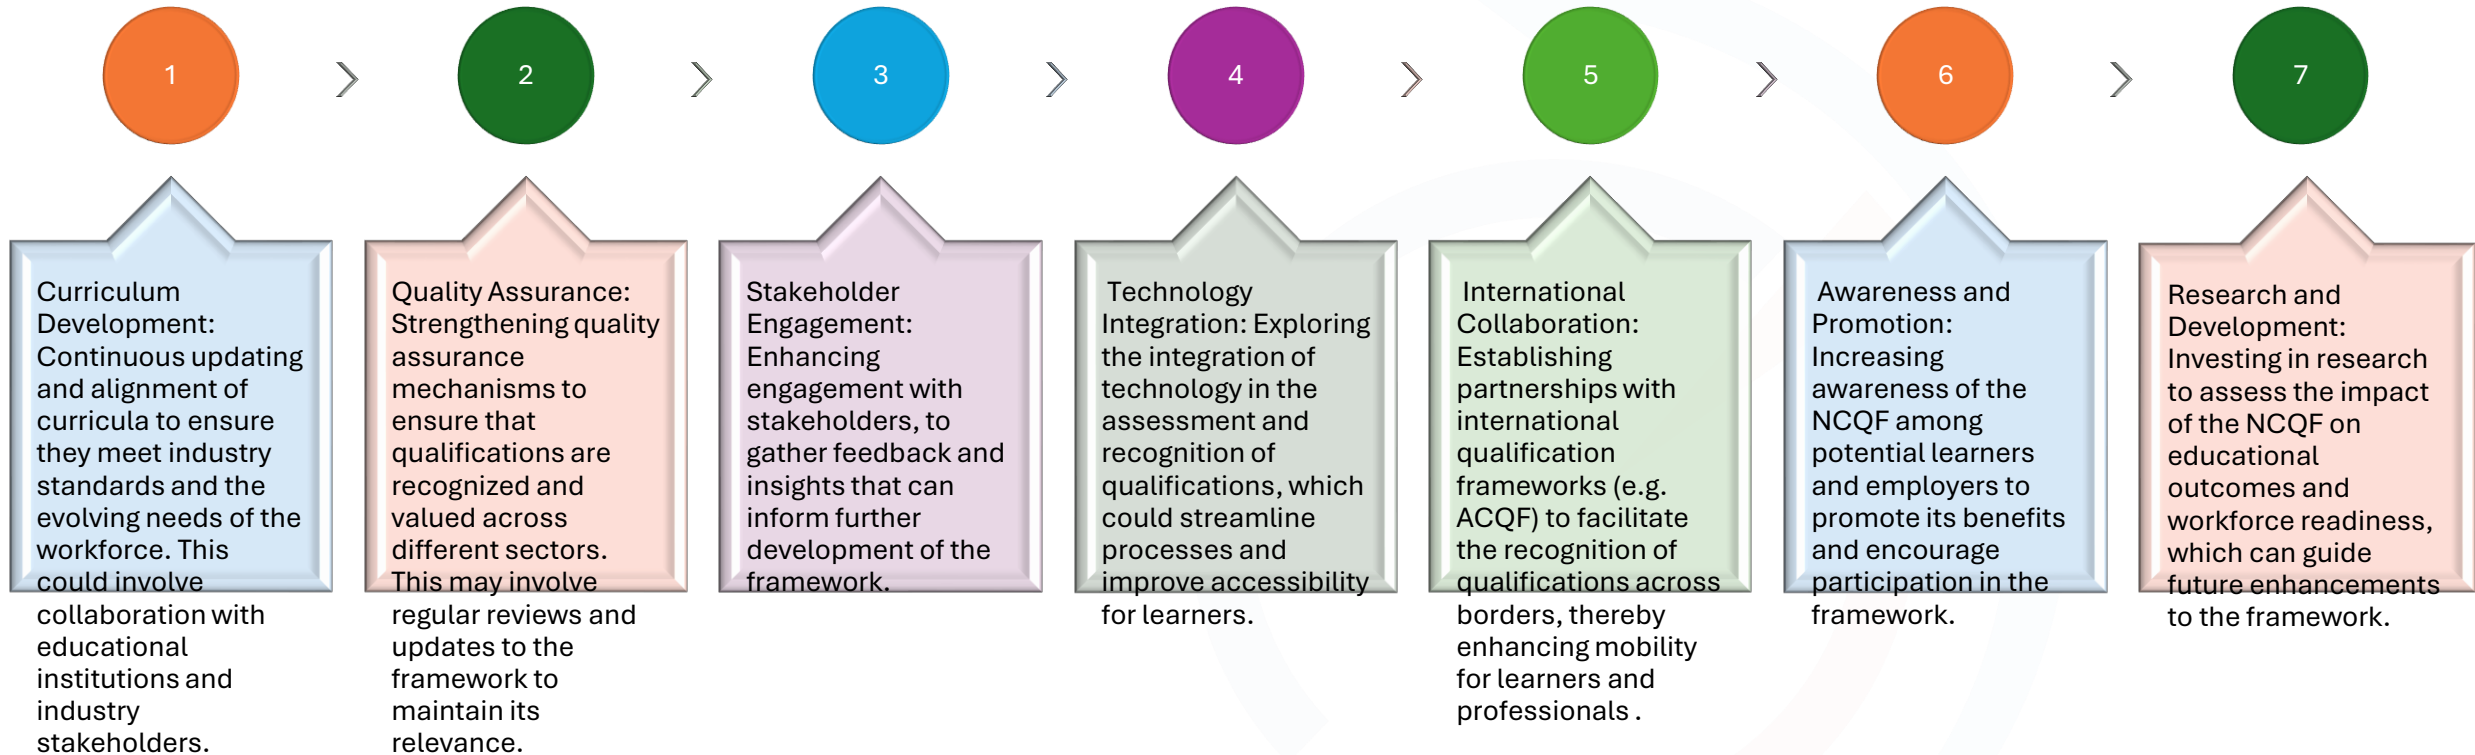 1
2
3
4
5
6
7
Curriculum
Development:
Continuous updating
and alignment of
curricula to ensure
they meet industry
standards and the
evolving needs of the
workforce. This
could involve
collaboration with
educational
institutions and
industry
stakeholders.
Quality Assurance:
Strengthening quality
assurance
mechanisms to
ensure that
qualifications are
recognized and
valued across
different sectors.
This may involve
regular reviews and
updates to the
framework to
maintain its
relevance.
Stakeholder
Engagement:
Enhancing
engagement with
stakeholders, to
gather feedback and
insights that can
inform further
development of the
framework.
Technology
Integration: Exploring
the integration of
technology in the
assessment and
recognition of
qualifications, which
could streamline
processes and
improve accessibility
for learners.
International
Collaboration:
Establishing
partnerships with
international
qualification
frameworks (e.g.
ACQF) to facilitate
the recognition of
qualifications across
borders, thereby
enhancing mobility
for learners and
professionals .
Awareness and
Promotion:
Increasing
awareness of the
NCQF among
potential learners
and employers to
promote its benefits
and encourage
participation in the
framework.
Research and
Development:
Investing in research
to assess the impact
of the NCQF on
educational
outcomes and
workforce readiness,
which can guide
future enhancements
to the framework.